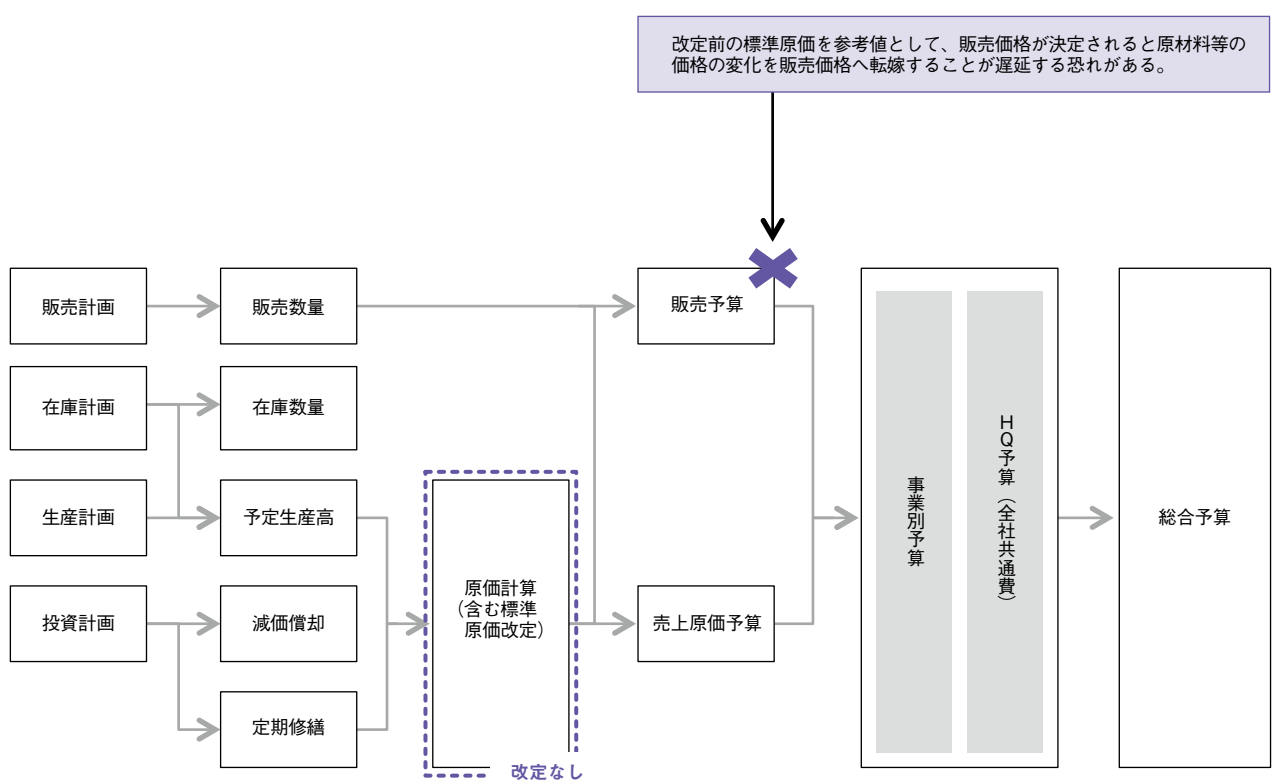 改定前の標準原価を参考値として、販売価格が決定されると原材料等の
価格の変化を販売価格へ転嫁することが遅延する恐れがある。
販売計画
販売数量
販売予算
在庫計画
在庫数量
生産計画
予定生産高
投資計画
減価償却
定期修繕
原価計算
（含む標準
原価改定）
改定なし
売上原価予算
事業別予算
HQ予算（全社共通費）
総合予算